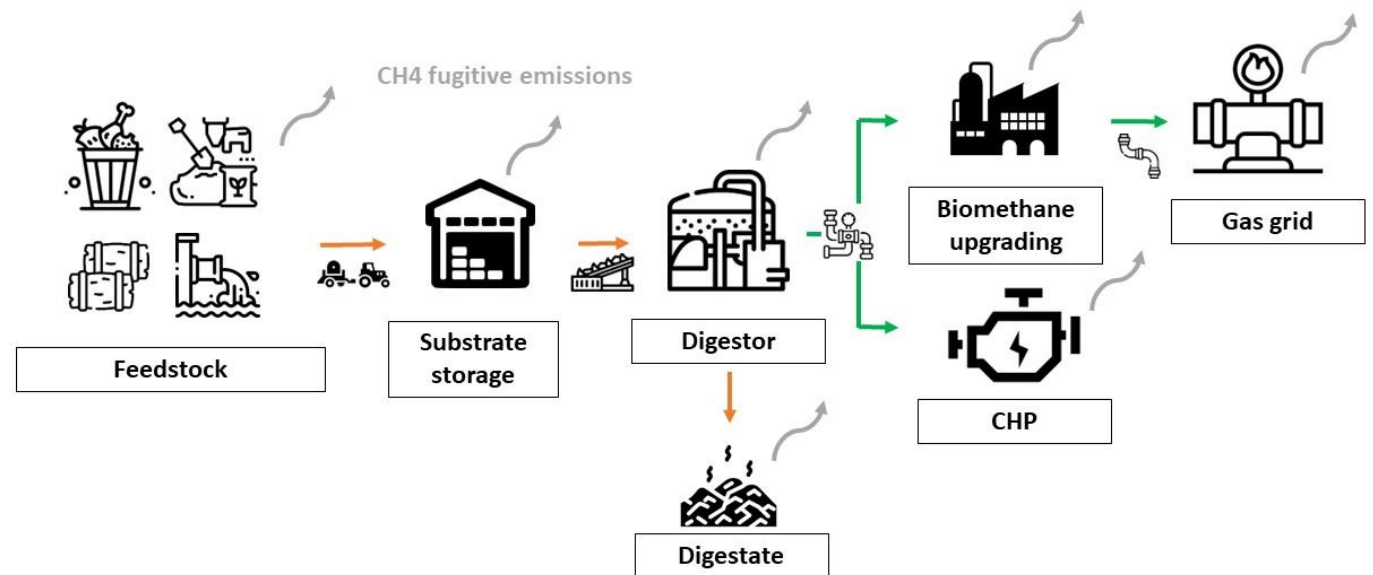 CH4 fugitive emissions
Feedstock
Substrate
storage
Digestor
Digestate
Biomethane
upgrading
CHP
Gas grid